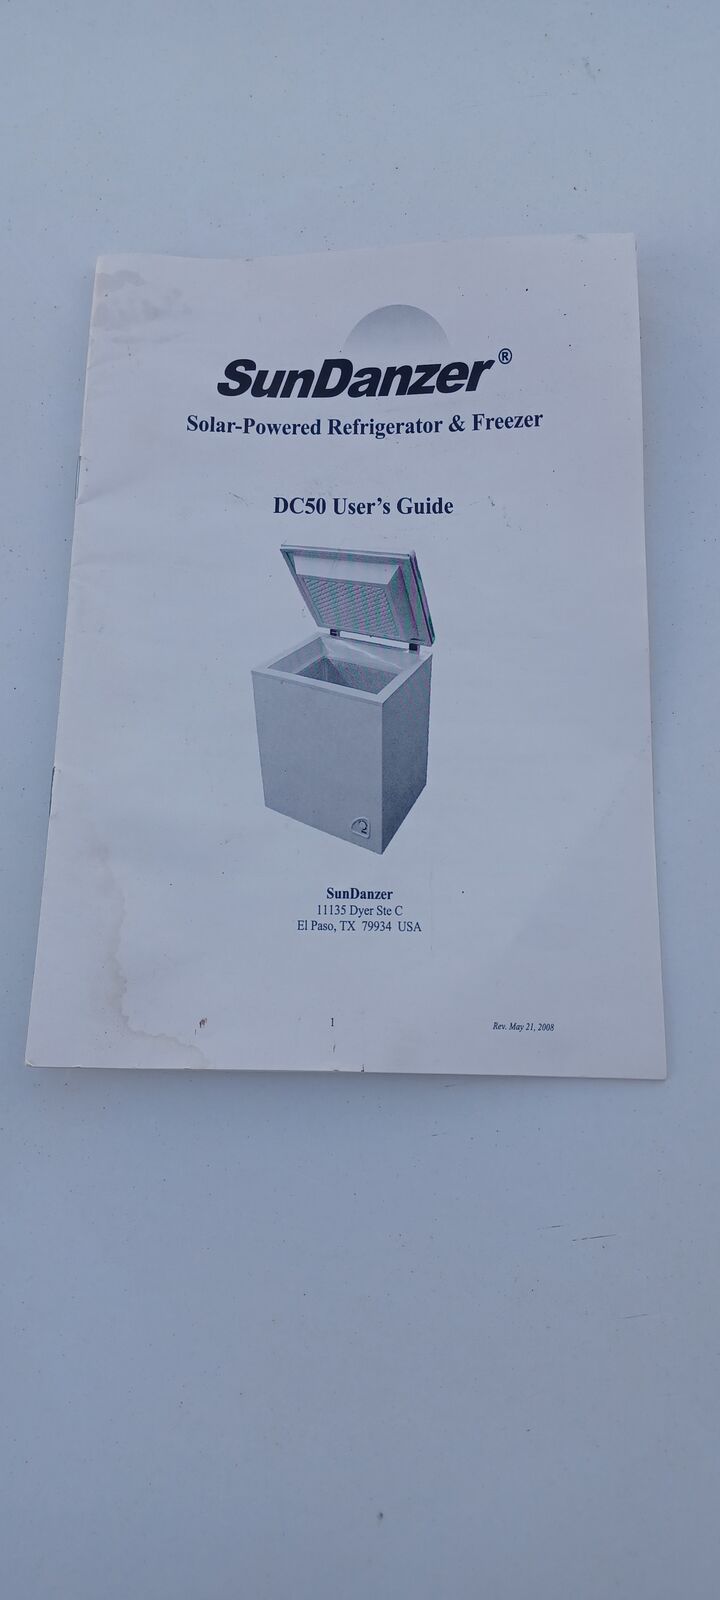 SunDanzer®
Solar-Powered Refrigerator & Freezer
DC50 User's Guide
SunDanzer
11135 Dyer Ste C
El Paso, TX 79934 USA
1
Rev. May 21, 2008